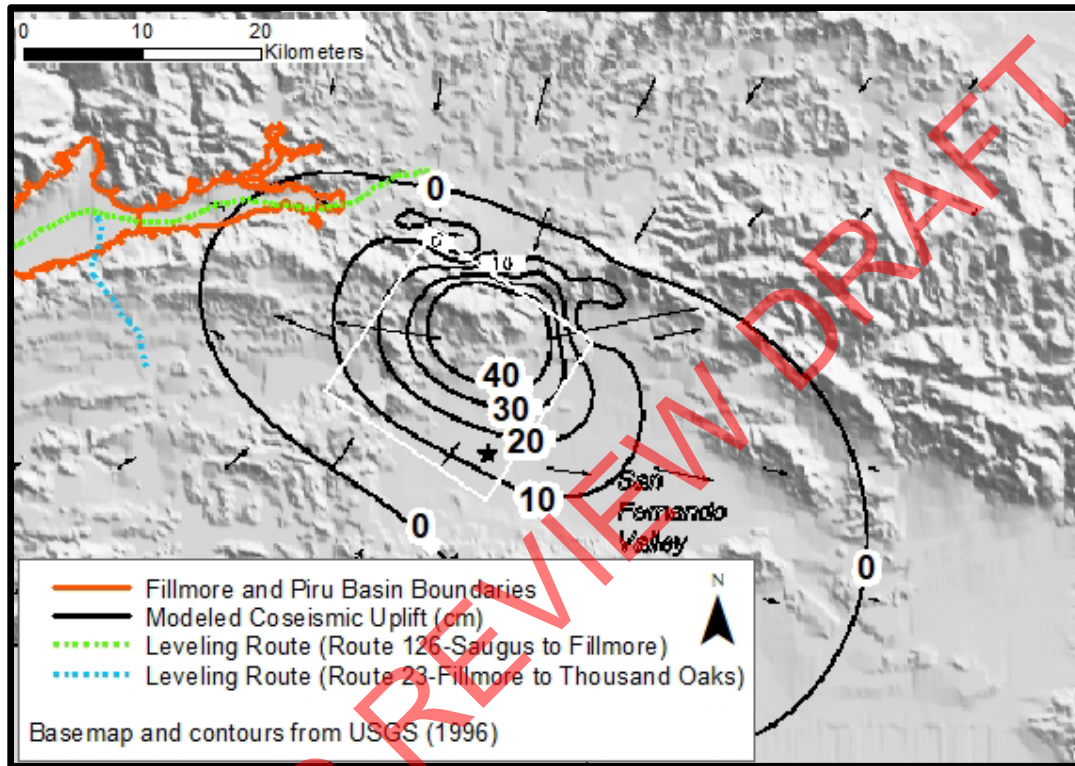 0 10 20
Kilometers
0
0
10
40
30
20
10
San
Fernando
Valley
0
0
Fillmore and Piru Basin Boundaries
Modeled Coseismic Uplift (cm)
Leveling Route (Route 126-Saugus to Fillmore)
Leveling Route (Route 23-Fillmore to Thousand Oaks)
N
Basemap and contours from USGS (1996)
REVIEW DRAFT